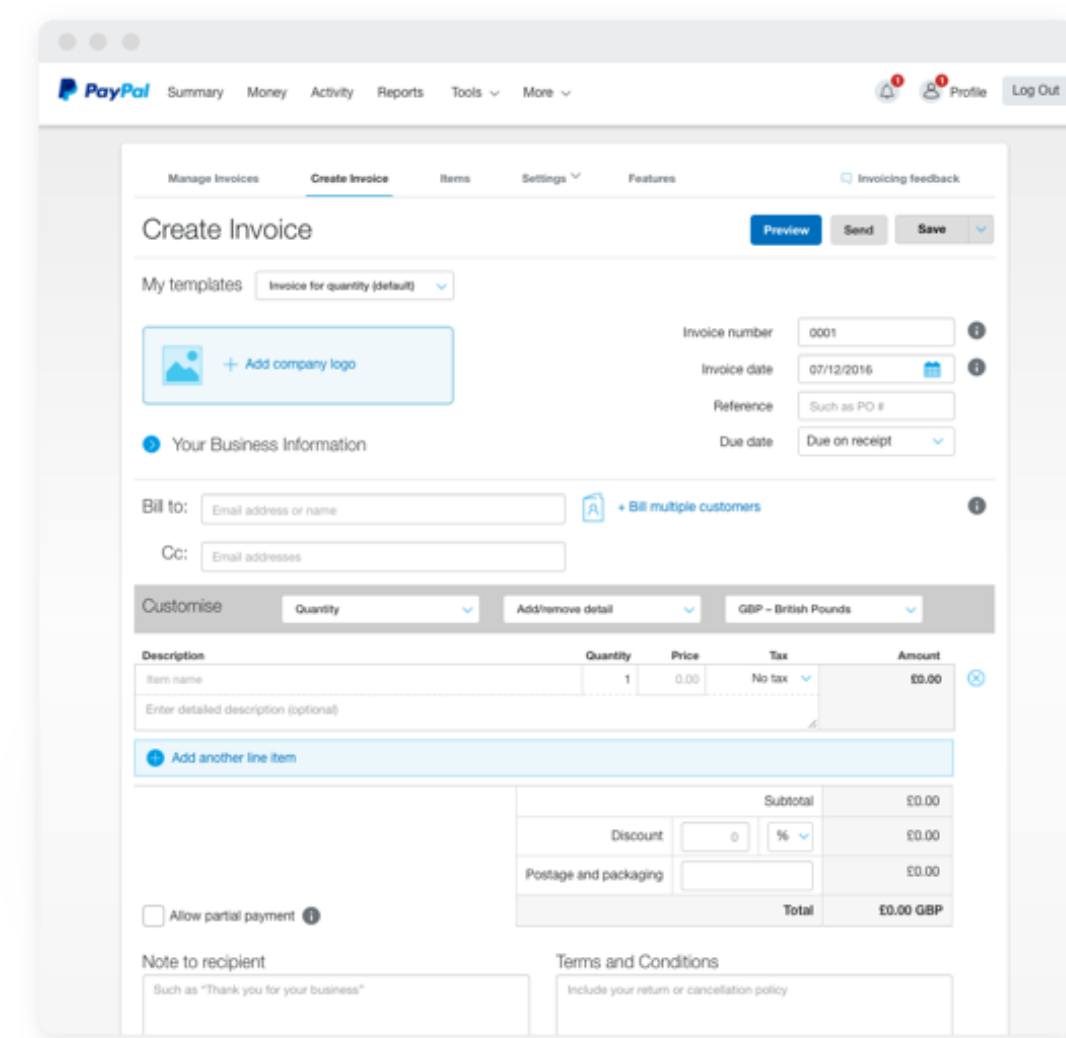 PayPal Summary Money Activity Reports Tools More 1 1 Profile Log Out
Manage Invoices Create Invoice Items Settings Features Invoicing feedback
Create Invoice Preview Send Save
My templates Invoice for quantity (default)
+ Add company logo
Invoice number 0001
Invoice date 07/12/2016
Reference Such as PO #
Your Business Information
Due date Due on receipt
Bill to: Email address or name + Bill multiple customers
Cc: Email addresses
Customise Quantity Add/remove detail GBP – British Pounds
Description Quantity Price Tax Amount
Item name 1 0.00 No tax £0.00
Enter detailed description (optional)
Add another line item
Subtotal £0.00
Discount 0 % £0.00
Postage and packaging £0.00
Allow partial payment Total £0.00 GBP
Note to recipient Terms and Conditions
Such as "Thank you for your business" Include your return or cancellation policy